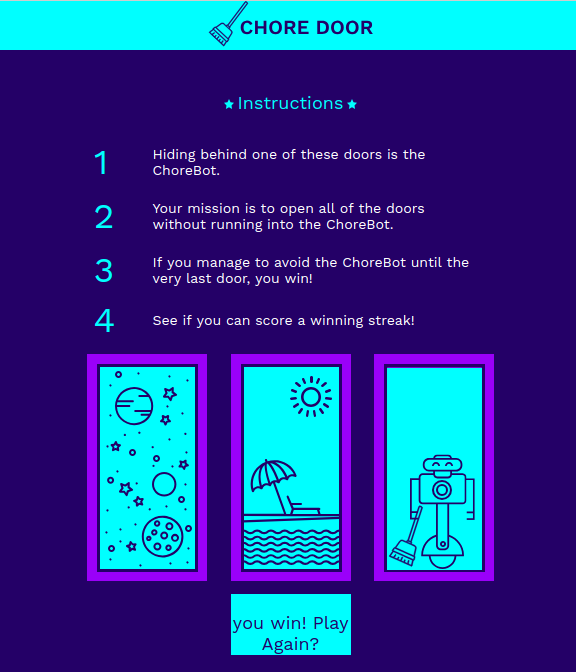 CHORE DOOR
Instructions
1
Hiding behind one of these doors is the
ChoreBot.
2
Your mission is to open all of the doors
without running into the ChoreBot.
3
If you manage to avoid the ChoreBot until the
very last door, you win!
4
See if you can score a winning streak!
you win! Play
Again?